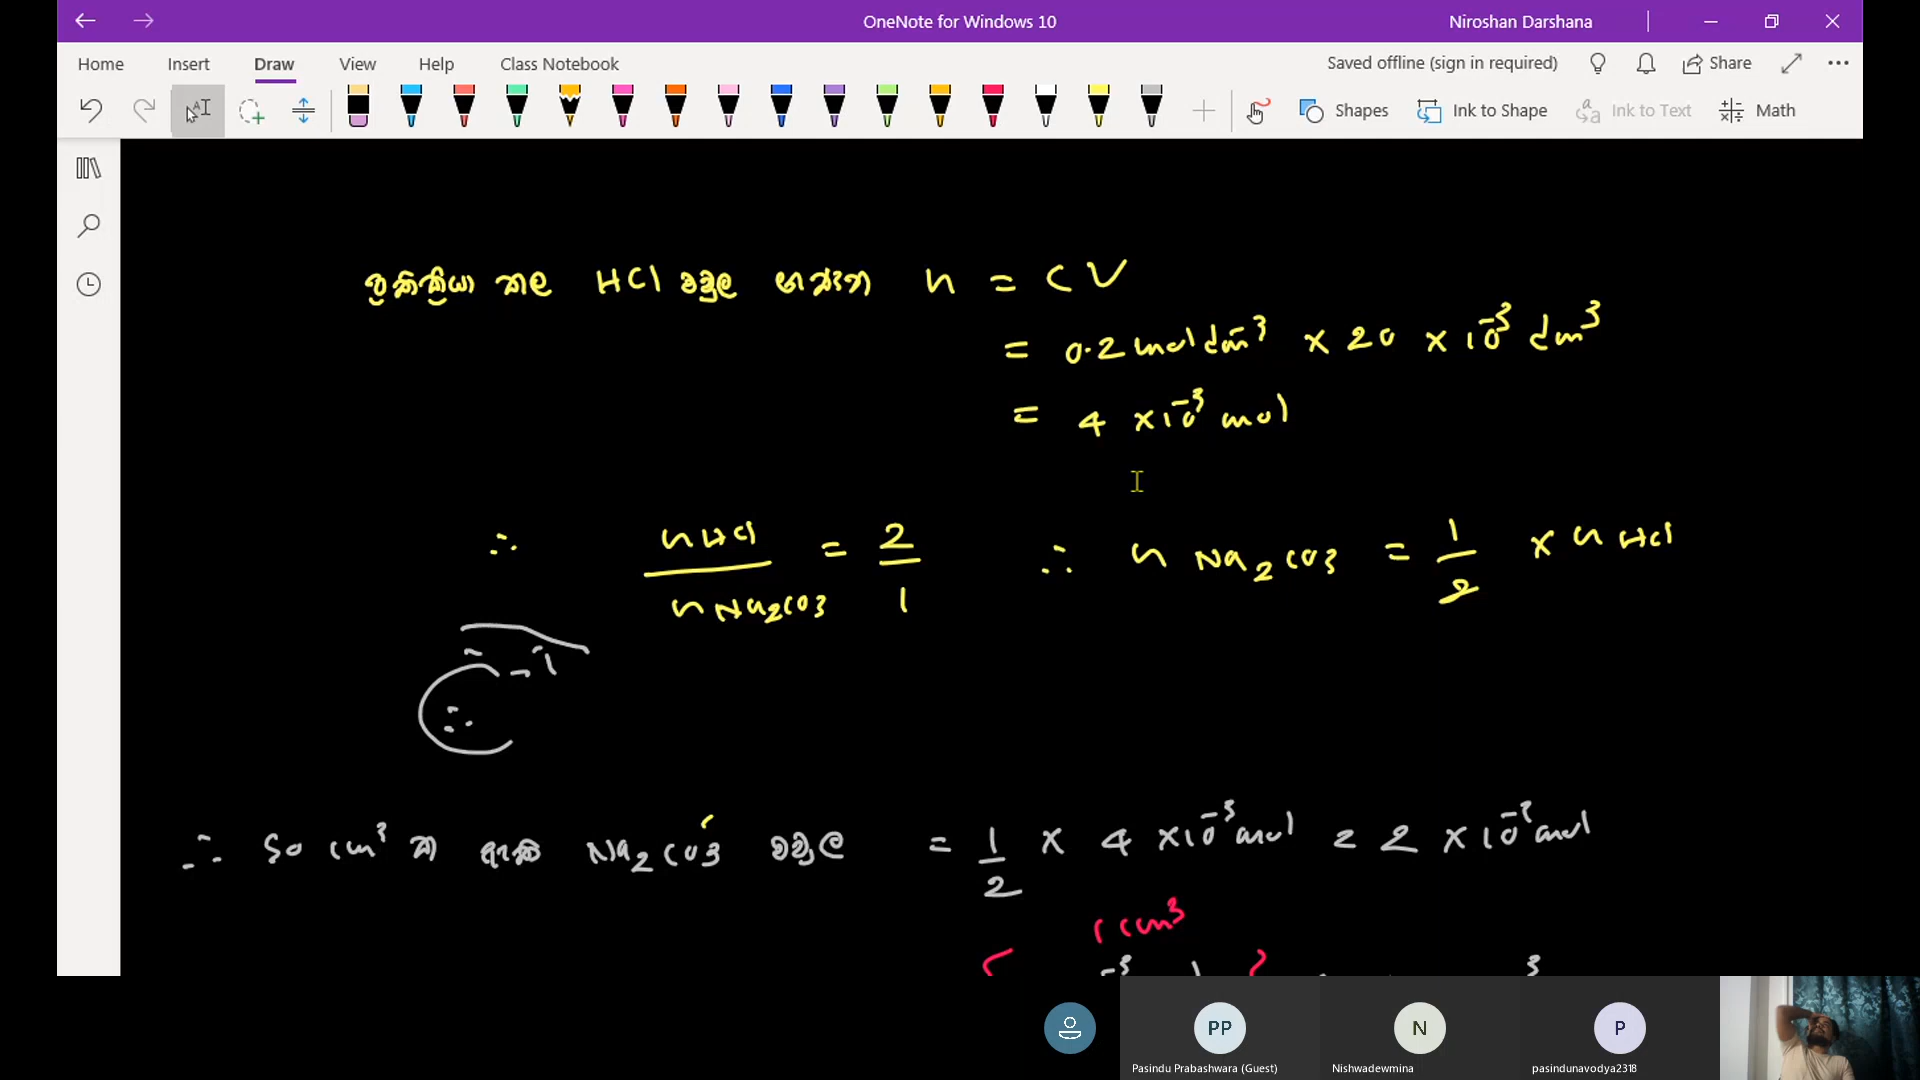 OneNote for Windows 10 Niroshan Darshana
Home Insert Draw View Help Class Notebook Saved offline (sign in required) Share
Shapes Ink to Shape Ink to Text Math
ප්‍රතික්‍රියා කල HCl මවුල n = CV
= 0.2 mol dm⁻³ × 20 × 10⁻³ dm³
= 4 × 10⁻³ mol
∴ nHCl / nNa₂CO₃ = 2 / 1 ∴ n Na₂CO₃ = 1/2 × n HCl
∴
∴ 50 cm³ ක ඇති Na₂CO₃ මවුල = 1/2 × 4 × 10⁻³ mol = 2 × 10⁻³ mol
1 cm³
PP N P
Pasindu Prabashwara (Guest) Nishwadewmina pasindunavodya2318